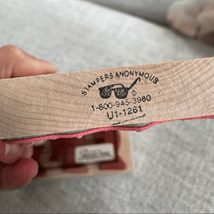 STAMPERS ANONYMOUS
D
1-800-945-3980
U1-1261